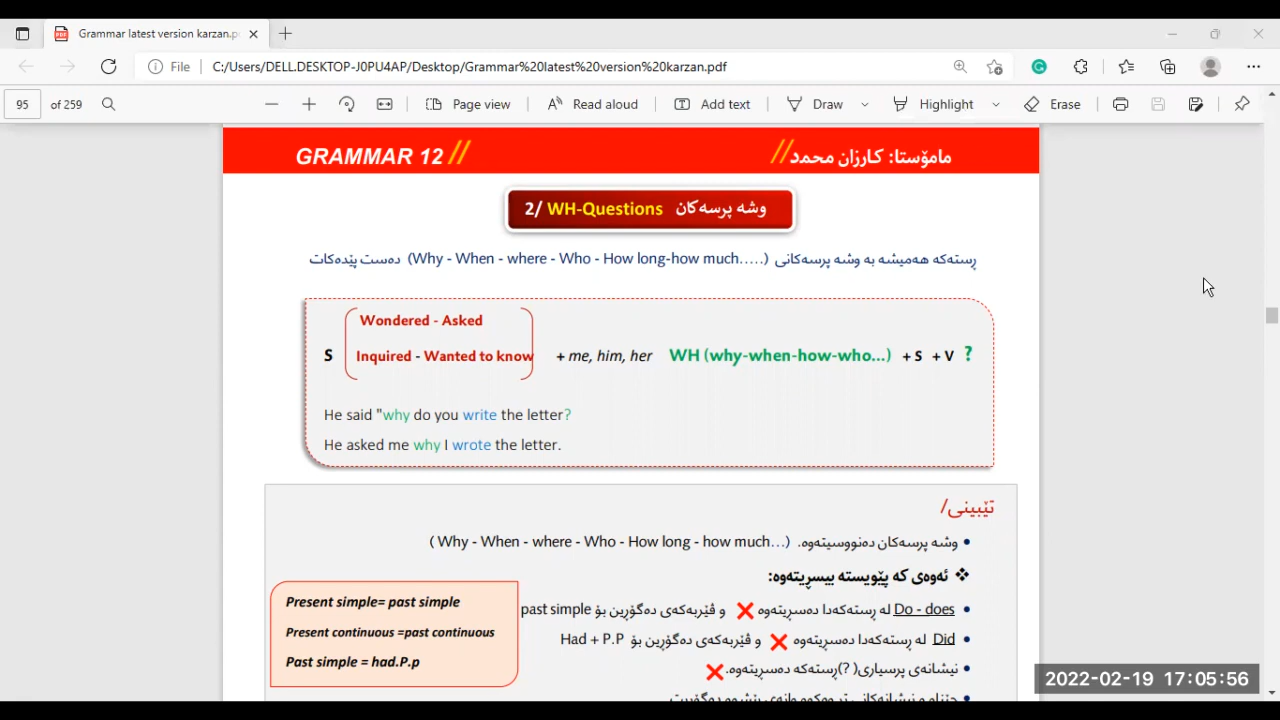 Grammar latest version karzan.p
File C:/Users/DELL.DESKTOP-J0PU4AP/Desktop/Grammar%20latest%20version%20karzan.pdf
95 of 259 Page view Read aloud Add text Draw Highlight Erase
GRAMMAR 12 // //مامۆستا: کارزان محمد
2/ WH-Questions وشە پرسەکان
ڕستەکە هەمیشە بە وشە پرسەکانی (Why - When - where - Who - How long-how much.....) دەست پێدەکات
Wondered - Asked
S Inquired - Wanted to know + me, him, her WH (why-when-how-who...) + S + V ?
He said "why do you write the letter?
He asked me why I wrote the letter.
تێبینی/
• وشە پرسەکان دەنووسیتەوە. (Why - When - where - Who - How long - how much...)
❖ ئەوەی کە پێویستە بیسڕیتەوە:
• Do - does لە ڕستەکەدا دەسڕیتەوە ❌ و ڤێربەکەی دەگۆڕین بۆ past simple
• Did لە ڕستەکەدا دەسڕیتەوە ❌ و ڤێربەکەی دەگۆڕین بۆ Had + P.P
• نیشانەی پرسیاری( ?)ڕستەکە دەسڕیتەوە. ❌
Present simple= past simple
Present continuous =past continuous
Past simple = had.P.p
2022-02-19 17:05:56